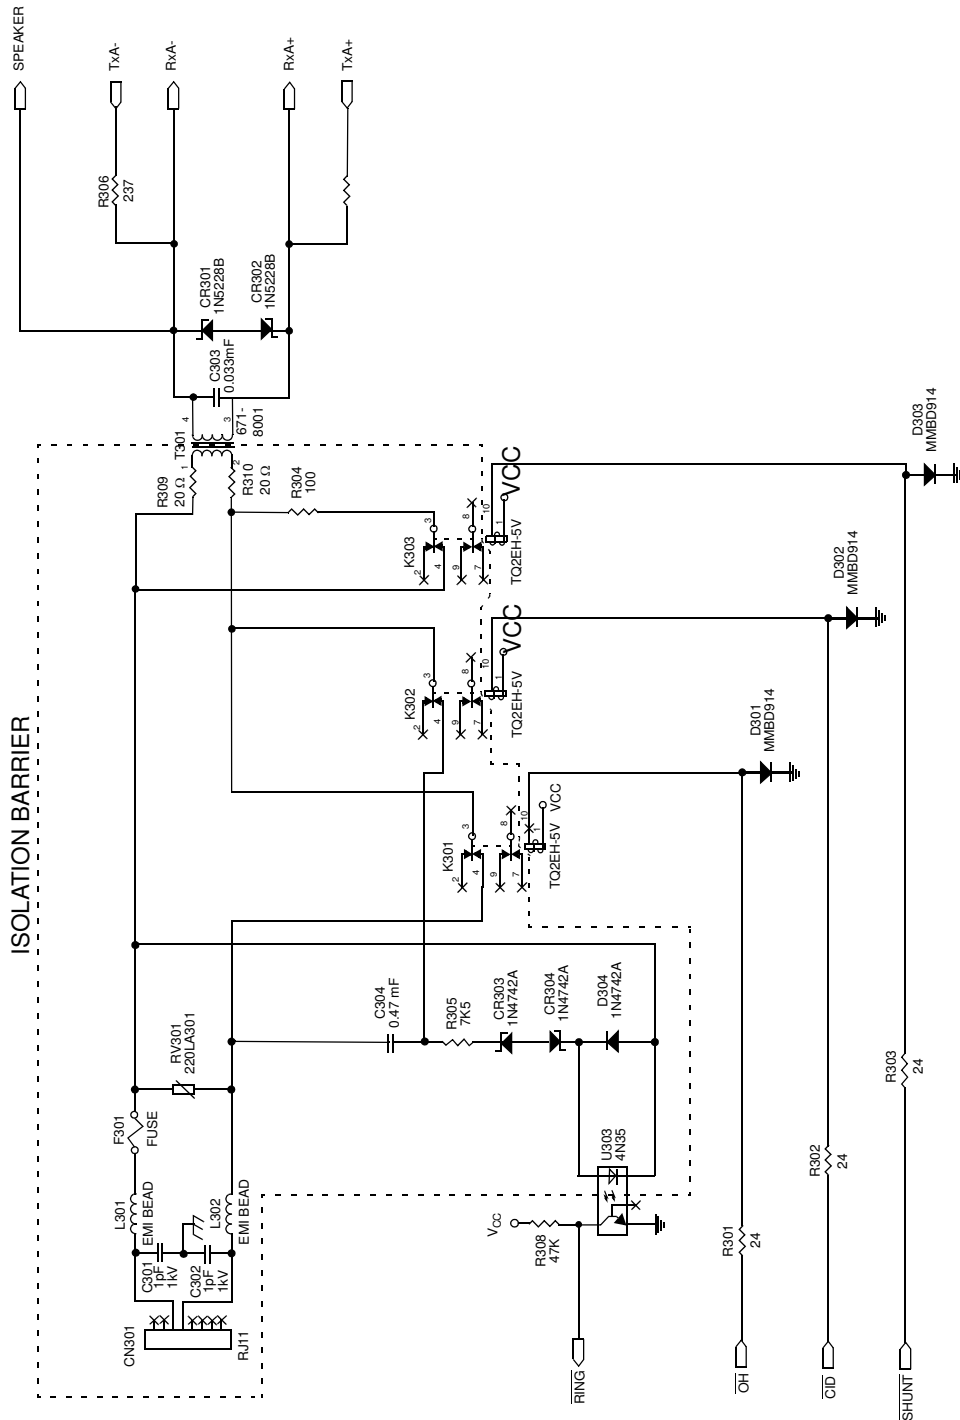 ISOLATION BARRIER
SPEAKER
TxA-
RxA-
RxA+
TxA+
R306
237
CR301
1N5228B
CR302
1N5228B
C303
0.033mF
4
3
671-
8001
T301
1
2
R309
20 Ω
R310
20 Ω
R304
100
K303
2
3
4
9
8
7
10
1
VCC
TQ2EH-5V
D303
MMBD914
K302
2
3
4
9
8
7
10
1
VCC
TQ2EH-5V
D302
MMBD914
K301
2
3
4
9
8
7
10
1
VCC
TQ2EH-5V
D301
MMBD914
C304
0.47 mF
R305
7K5
CR303
1N4742A
CR304
1N4742A
D304
1N4742A
RV301
220LA301
F301
FUSE
L301
EMI BEAD
L302
EMI BEAD
C301
1pF
1kV
C302
1pF
1kV
CN301
RJ11
U303
4N35
VCC
R308
47K
RING
R301
24
OH
R302
24
CID
R303
24
SHUNT